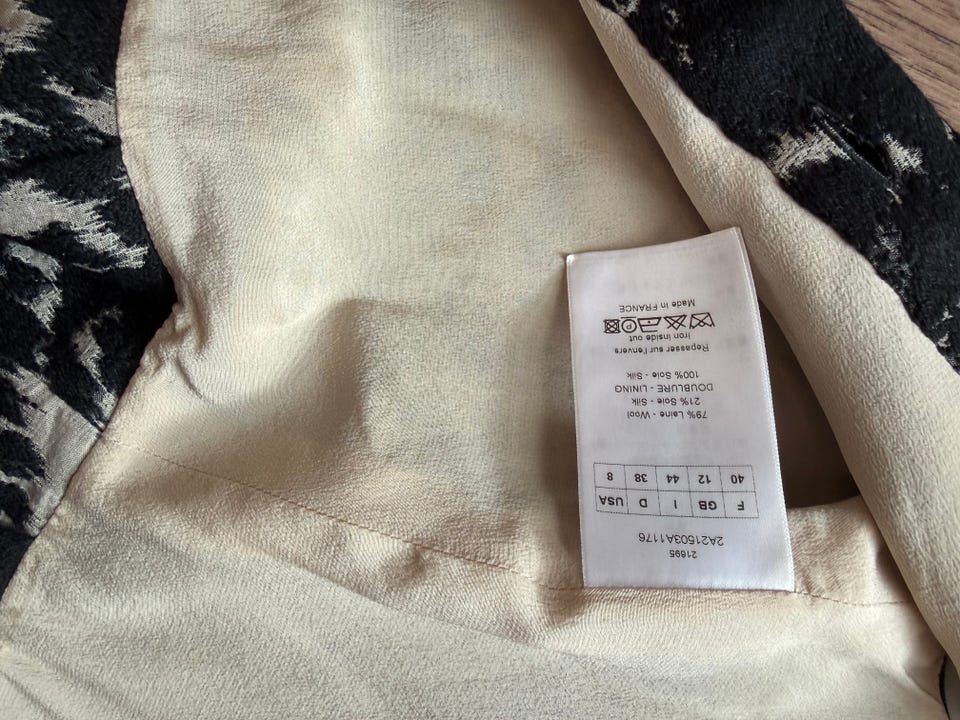 21695
2A21503A1176
F GB I D USA
40 12 44 38 8
79% Laine - Wool
21% Soie - Silk
DOUBLURE - LINING
100% Soie - Silk
Repasser sur l'envers
iron inside out
P
Made in FRANCE